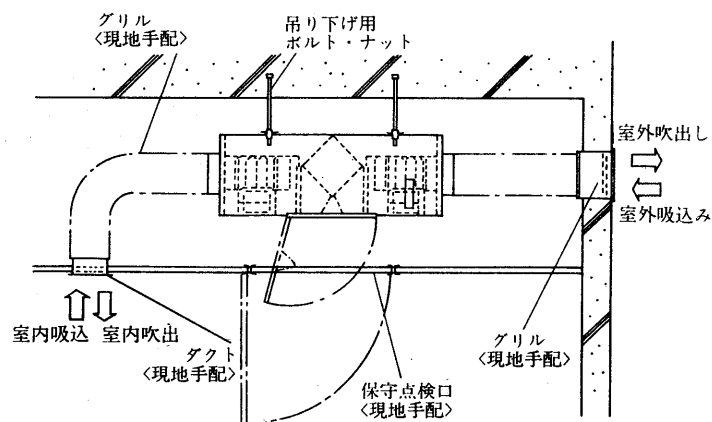 グリル
〈現地手配〉
吊り下げ用
ボルト・ナット
室外吹出し
室外吸込み
室内吸込 室内吹出
ダクト
〈現地手配〉
保守点検口
〈現地手配〉
グリル
〈現地手配〉